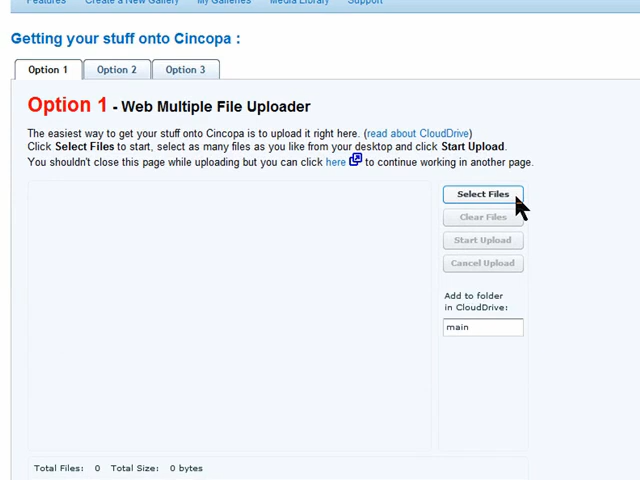 Features Create a New Gallery My Galleries Media Library Support
Getting your stuff onto Cincopa :
Option 1 Option 2 Option 3
Option 1 - Web Multiple File Uploader
The easiest way to get your stuff onto Cincopa is to upload it right here. (read about CloudDrive)
Click Select Files to start, select as many files as you like from your desktop and click Start Upload.
You shouldn't close this page while uploading but you can click here to continue working in another page.
Select Files
Clear Files
Start Upload
Cancel Upload
Add to folder
in CloudDrive:
main
Total Files: 0 Total Size: 0 bytes